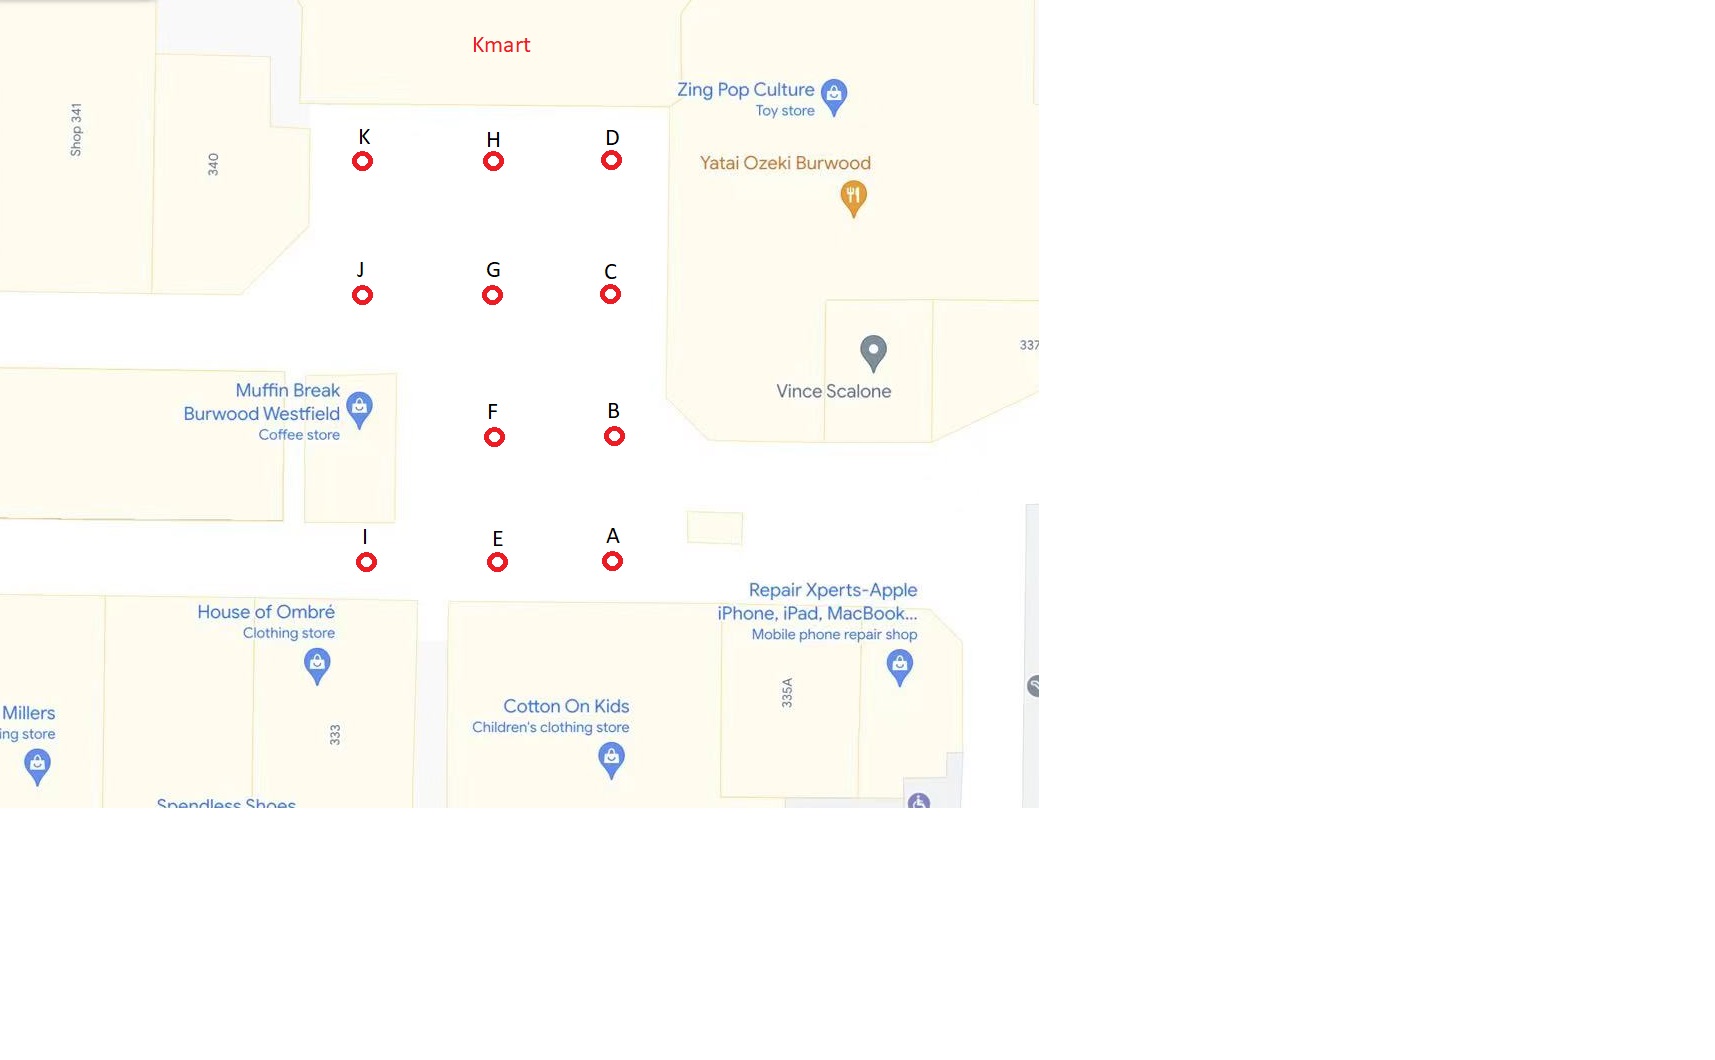 Kmart
Zing Pop Culture
Toy store
Shop 341
340
K
H
D
Yatai Ozeki Burwood
J
G
C
337
Muffin Break
Burwood Westfield
Coffee store
Vince Scalone
F
B
I
E
A
House of Ombré
Clothing store
Repair Xperts-Apple
iPhone, iPad, MacBook...
Mobile phone repair shop
335A
Millers
ing store
333
Cotton On Kids
Children's clothing store
Spendless Shoes